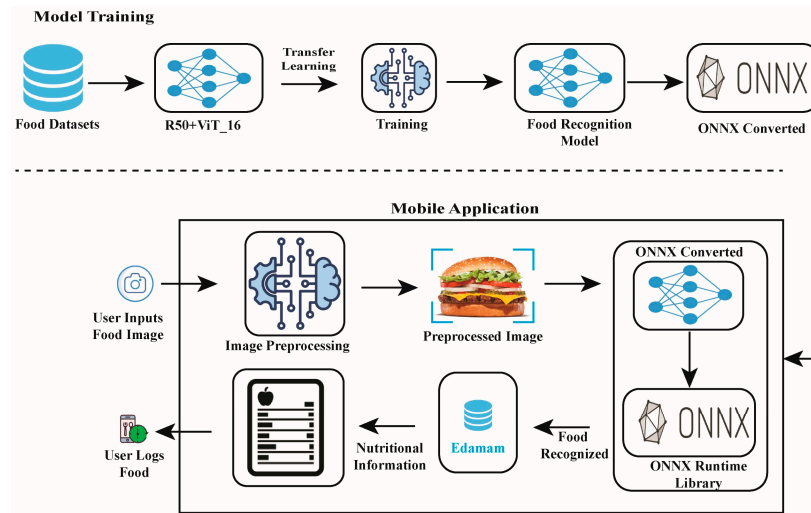 Model Training
Transfer
Learning
ONNX
Food Datasets
R50+ViT_16
Training
Food Recognition
Model
ONNX Converted
Mobile Application
ONNX Converted
User Inputs
Food Image
Image Preprocessing
Preprocessed Image
ONNX
Edamam
Food
Recognized
Nutritional
Information
ONNX Runtime
Library
User Logs
Food